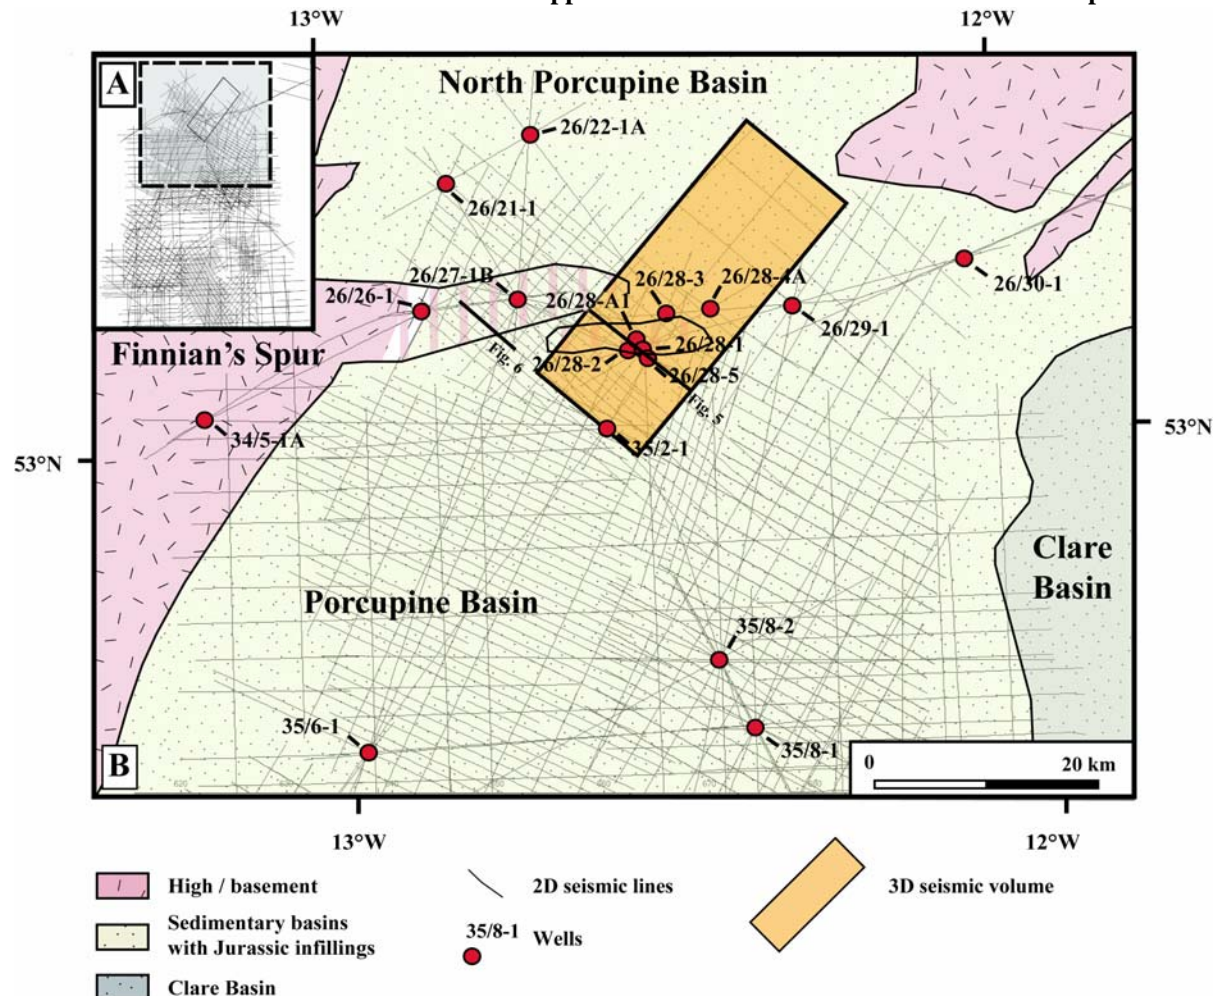 13°W
12°W
A
North Porcupine Basin
26/22-1A
26/21-1
26/27-1B
26/28-3
26/28-4A
26/30-1
26/26-1
26/28-A1
26/29-1
Finnian's Spur
Fig. 6
26/28-2
26/28-1
26/28-5
Fig. 5
34/5-1A
35/2-1
53°N
53°N
Clare
Basin
Porcupine Basin
35/8-2
35/6-1
35/8-1
B
0
20 km
13°W
12°W
High / basement
2D seismic lines
3D seismic volume
Sedimentary basins
with Jurassic infillings
35/8-1
Wells
Clare Basin